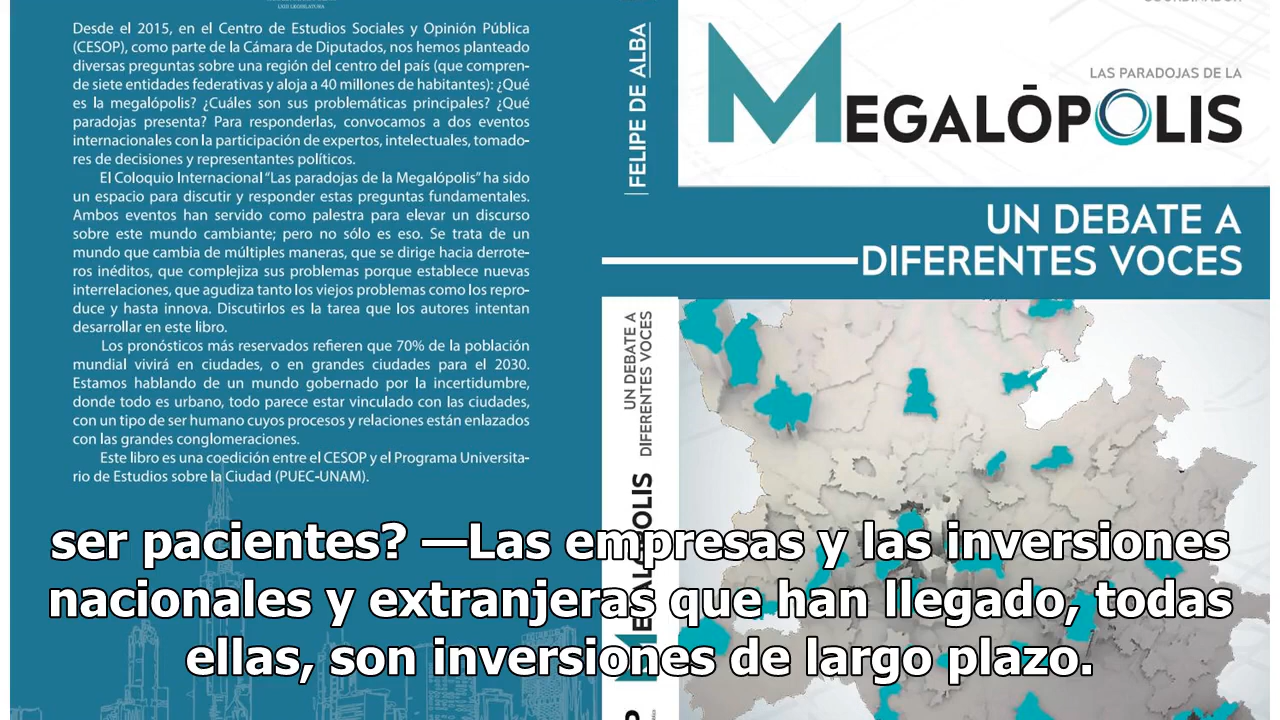 LXIII LEGISLATURA
Desde el 2015, en el Centro de Estudios Sociales y Opinión Pública
(CESOP), como parte de la Cámara de Diputados, nos hemos planteado
diversas preguntas sobre una región del centro del país (que compren-
de siete entidades federativas y aloja a 40 millones de habitantes): ¿Qué
es la megalópolis? ¿Cuáles son sus problemáticas principales? ¿Qué
paradojas presenta? Para responderlas, convocamos a dos eventos
internacionales con la participación de expertos, intelectuales, tomado-
res de decisiones y representantes políticos.
El Coloquio Internacional “Las paradojas de la Megalópolis” ha sido
un espacio para discutir y responder estas preguntas fundamentales.
Ambos eventos han servido como palestra para elevar un discurso
sobre este mundo cambiante; pero no sólo es eso. Se trata de un
mundo que cambia de múltiples maneras, que se dirige hacia derrote-
ros inéditos, que complejiza sus problemas porque establece nuevas
interrelaciones, que agudiza tanto los viejos problemas como los repro-
duce y hasta innova. Discutirlos es la tarea que los autores intentan
desarrollar en este libro.
Los pronósticos más reservados refieren que 70% de la población
mundial vivirá en ciudades, o en grandes ciudades para el 2030.
Estamos hablando de un mundo gobernado por la incertidumbre,
donde todo es urbano, todo parece estar vinculado con las ciudades,
con un tipo de ser humano cuyos procesos y relaciones están enlazados
con las grandes conglomeraciones.
Este libro es una coedición entre el CESOP y el Programa Universita-
rio de Estudios sobre la Ciudad (PUEC-UNAM).
FELIPE DE ALBA
UN DEBATE A
DIFERENTES VOCES
MEGALÓPOLIS
COORDINADOR
LAS PARADOJAS DE LA
MEGALÓPOLIS
UN DEBATE A
DIFERENTES VOCES
ser pacientes? —Las empresas y las inversiones
nacionales y extranjeras que han llegado, todas
ellas, son inversiones de largo plazo.